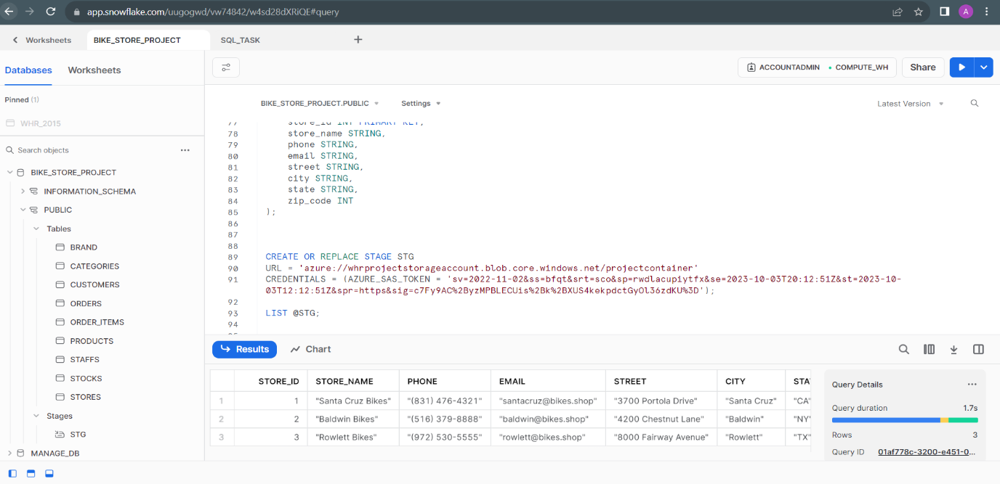 app.snowflake.com/uugogwd/vw74842/w4sd28dXRiQE#query
A
Worksheets
BIKE_STORE_PROJECT
SQL_TASK
Databases
Worksheets
ACCOUNTADMIN
COMPUTE_WH
Share
Pinned (1)
WHR_2015
BIKE_STORE_PROJECT.PUBLIC
Settings
Latest Version
Search objects
BIKE_STORE_PROJECT
INFORMATION_SCHEMA
PUBLIC
Tables
BRAND
CATEGORIES
CUSTOMERS
ORDERS
ORDER_ITEMS
PRODUCTS
STAFFS
STOCKS
STORES
Stages
STG
MANAGE_DB
77 store_id INT PRIMARY KEY,
78 store_name STRING,
79 phone STRING,
80 email STRING,
81 street STRING,
82 city STRING,
83 state STRING,
84 zip_code INT
85 );
86
87
88
89 CREATE OR REPLACE STAGE STG
90 URL = 'azure://whrprojectstorageaccount.blob.core.windows.net/projectcontainer'
91 CREDENTIALS = (AZURE_SAS_TOKEN = 'sv=2022-11-02&ss=bfqt&srt=sco&sp=rwdlacupiytfx&se=2023-10-03T20:12:51Z&st=2023-10-
03T12:12:51Z&spr=https&sig=c7Fy9AC%2ByzMPBLECUis%2Bk%2BXUS4kekpdctGyOl36zdKU%3D');
92
93 LIST @STG;
94
Results
Chart
STORE_ID STORE_NAME PHONE EMAIL STREET CITY STA
1 1 "Santa Cruz Bikes" "(831) 476-4321" "santacruz@bikes.shop" "3700 Portola Drive" "Santa Cruz" "CA"
2 2 "Baldwin Bikes" "(516) 379-8888" "baldwin@bikes.shop" "4200 Chestnut Lane" "Baldwin" "NY"
3 3 "Rowlett Bikes" "(972) 530-5555" "rowlett@bikes.shop" "8000 Fairway Avenue" "Rowlett" "TX"
Query Details
Query duration 1.7s
Rows 3
Query ID 01af778c-3200-e451-0...